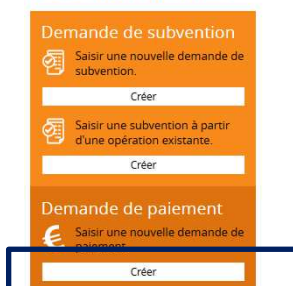 Demande de subvention
Saisir une nouvelle demande de
subvention.
Créer
Saisir une subvention à partir
d'une opération existante.
Créer
Demande de paiement
€ Saisir une nouvelle demande de
paiement.
Créer